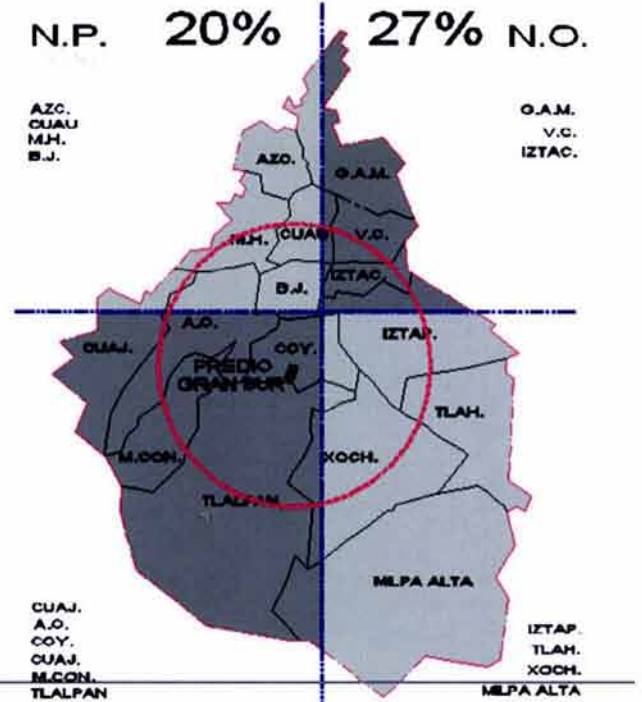 N.P. 20% 27% N.O.
AZC.
CUAU
M.H.
B.J.
G.A.M.
V.C.
IZTAC.
AZC.
G.A.M.
M.H.
CUAU
V.C.
IZTAC.
B.J.
A.O.
IZTAP.
CUAJ.
COY.
PREDIO
GRAN SUR
TLAH.
M.CON.
XOCH.
TLALPAN
MILPA ALTA
CUAJ.
A.O.
COY.
CUAJ.
M.CON.
TLALPAN
IZTAP.
TLAH.
XOCH.
MILPA ALTA